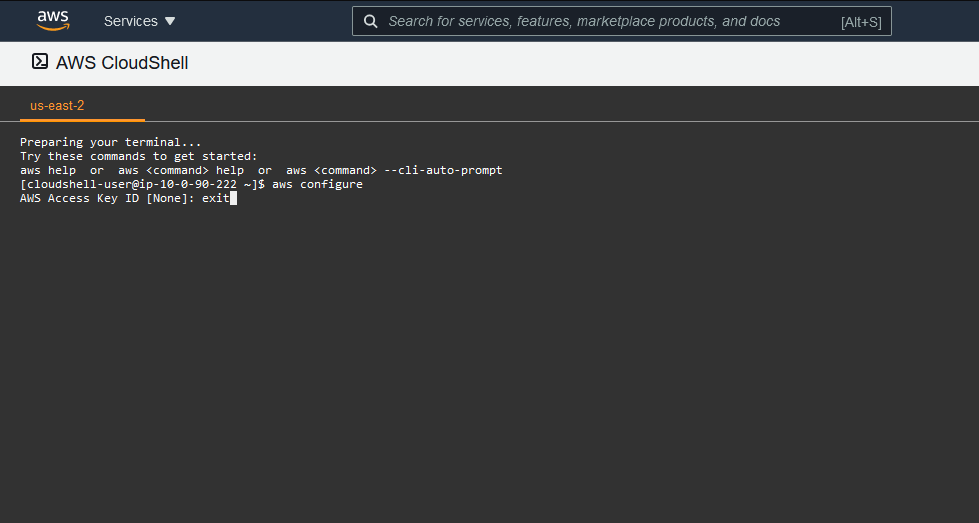 aws
Services ▼
Search for services, features, marketplace products, and docs
[Alt+S]
AWS CloudShell
us-east-2
Preparing your terminal...
Try these commands to get started:
aws help  or  aws <command> help  or  aws <command> --cli-auto-prompt
[cloudshell-user@ip-10-0-90-222 ~]$ aws configure
AWS Access Key ID [None]: exit